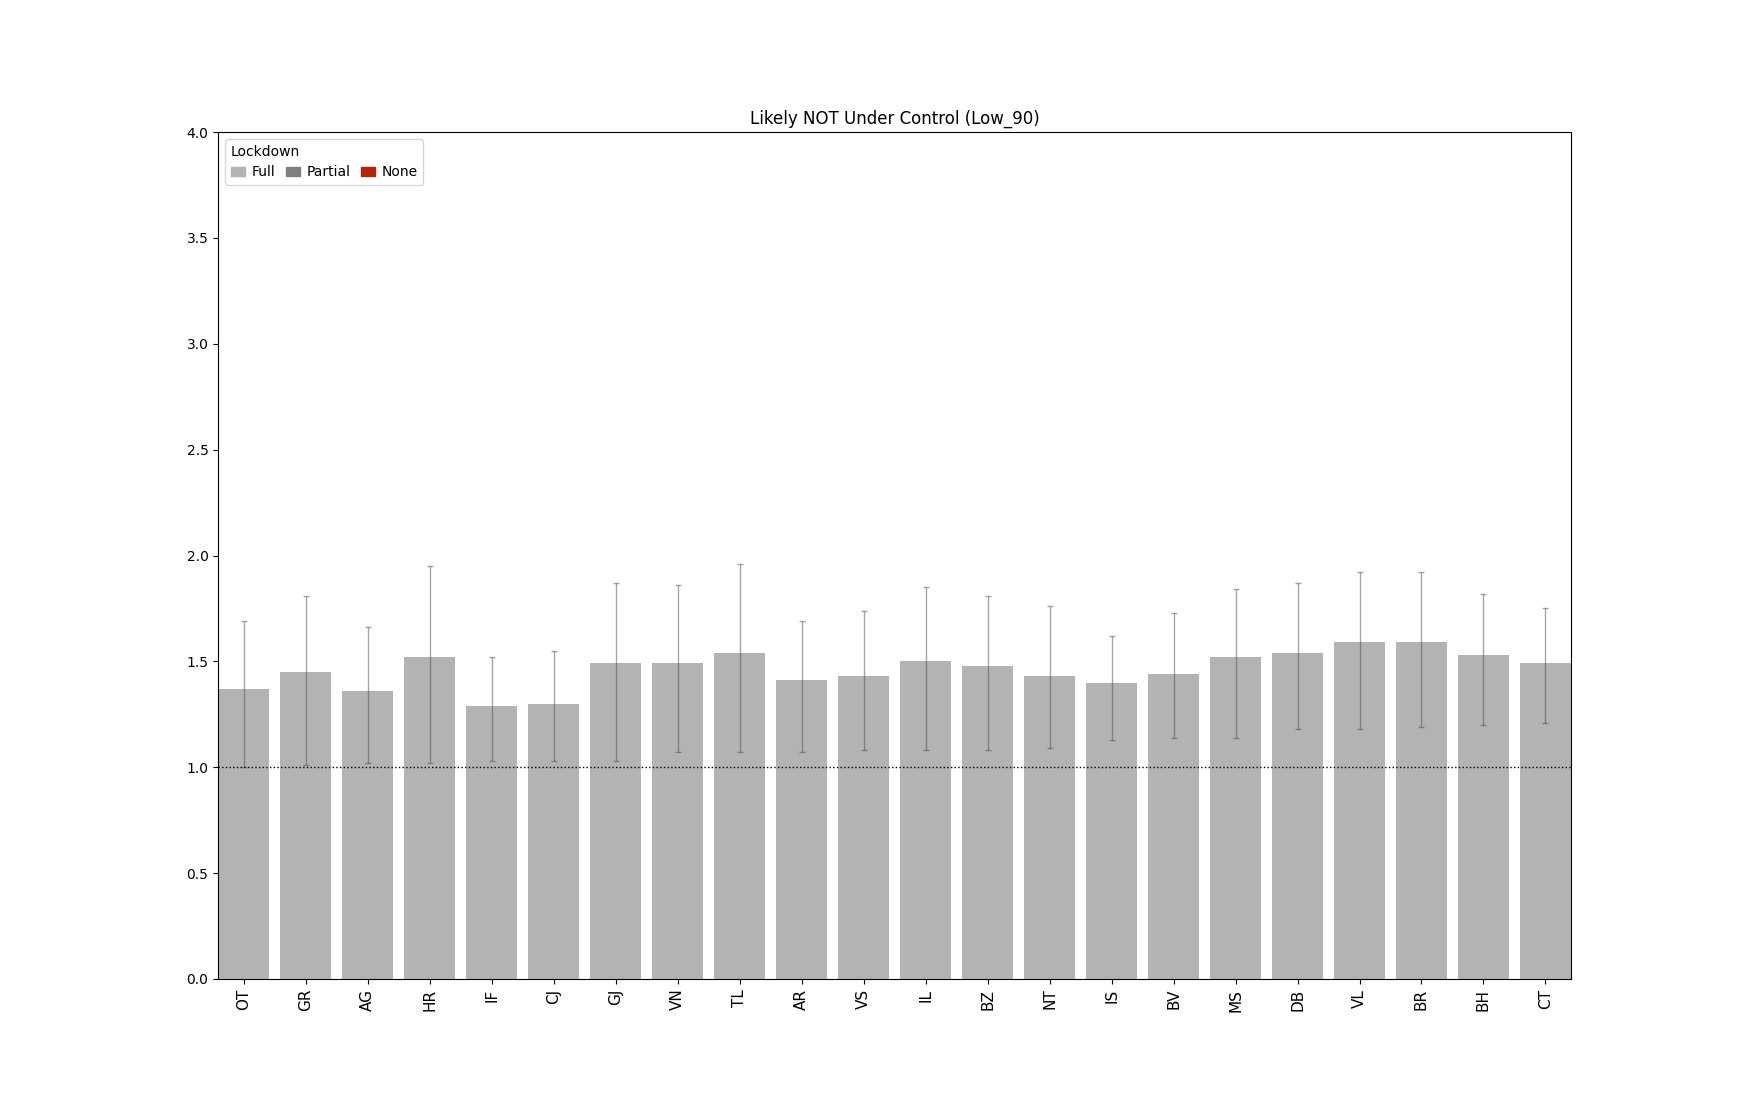 Likely NOT Under Control (Low_90)
Lockdown
Full Partial None
4.0
3.5
3.0
2.5
2.0
1.5
1.0
0.5
0.0
OT GR AG HR IF CJ GJ VN TL AR VS IL BZ NT IS BV MS DB VL BR BH CT